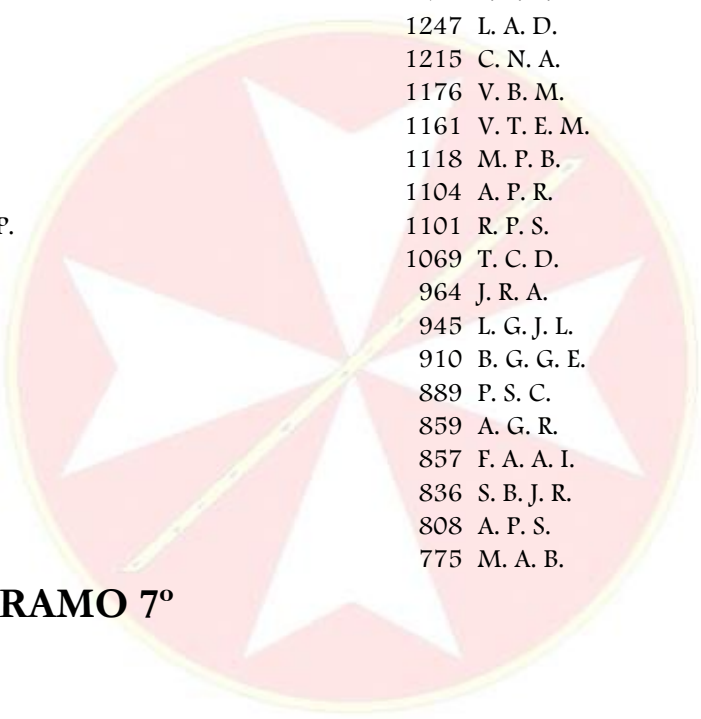 1247 L. A. D.
1215 C. N. A.
1176 V. B. M.
1161 V. T. E. M.
1118 M. P. B.
1104 A. P. R.
P.
1101 R. P. S.
1069 T. C. D.
964 J. R. A.
945 L. G. J. L.
910 B. G. G. E.
889 P. S. C.
859 A. G. R.
857 F. A. A. I.
836 S. B. J. R.
808 A. P. S.
775 M. A. B.
RAMO 7º